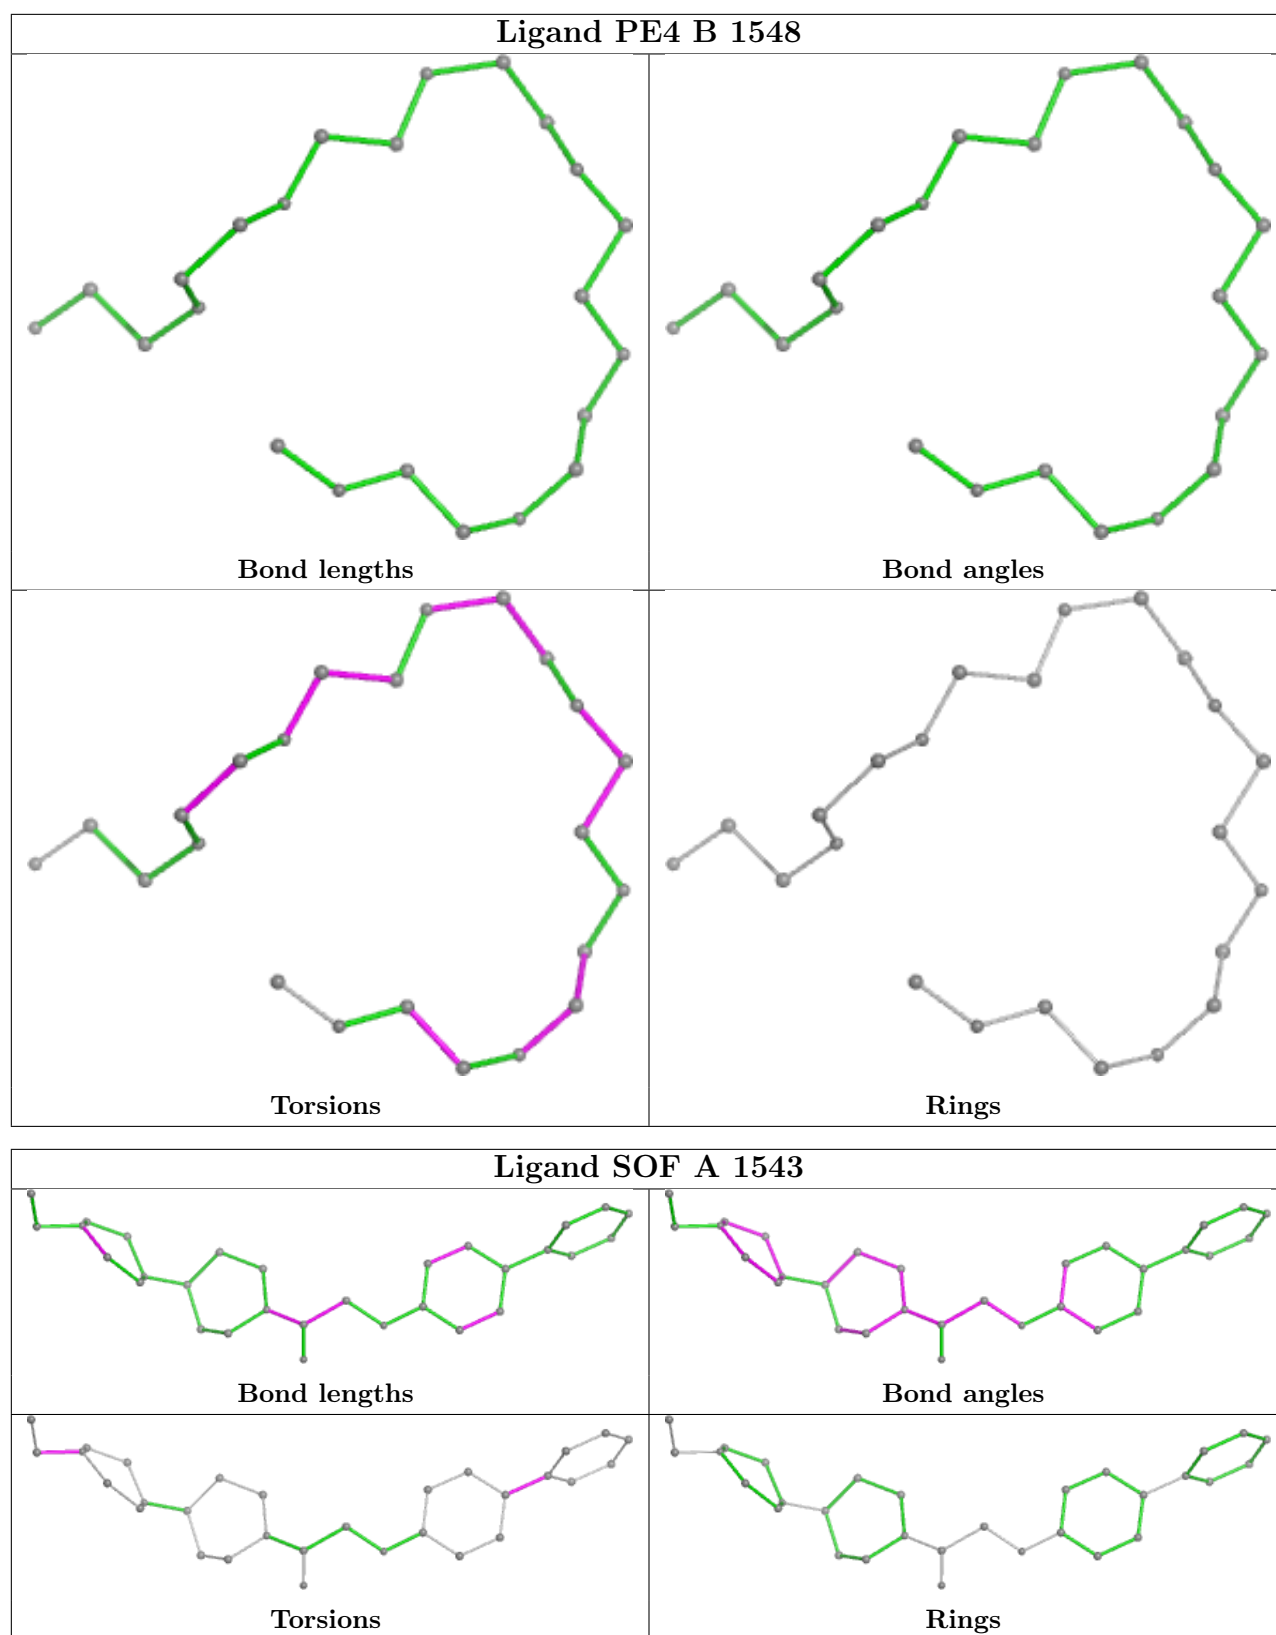 Ligand PE4 B 1548
Bond lengths
Bond angles
Torsions
Rings
Ligand SOF A 1543
Bond lengths
Bond angles
Torsions
Rings